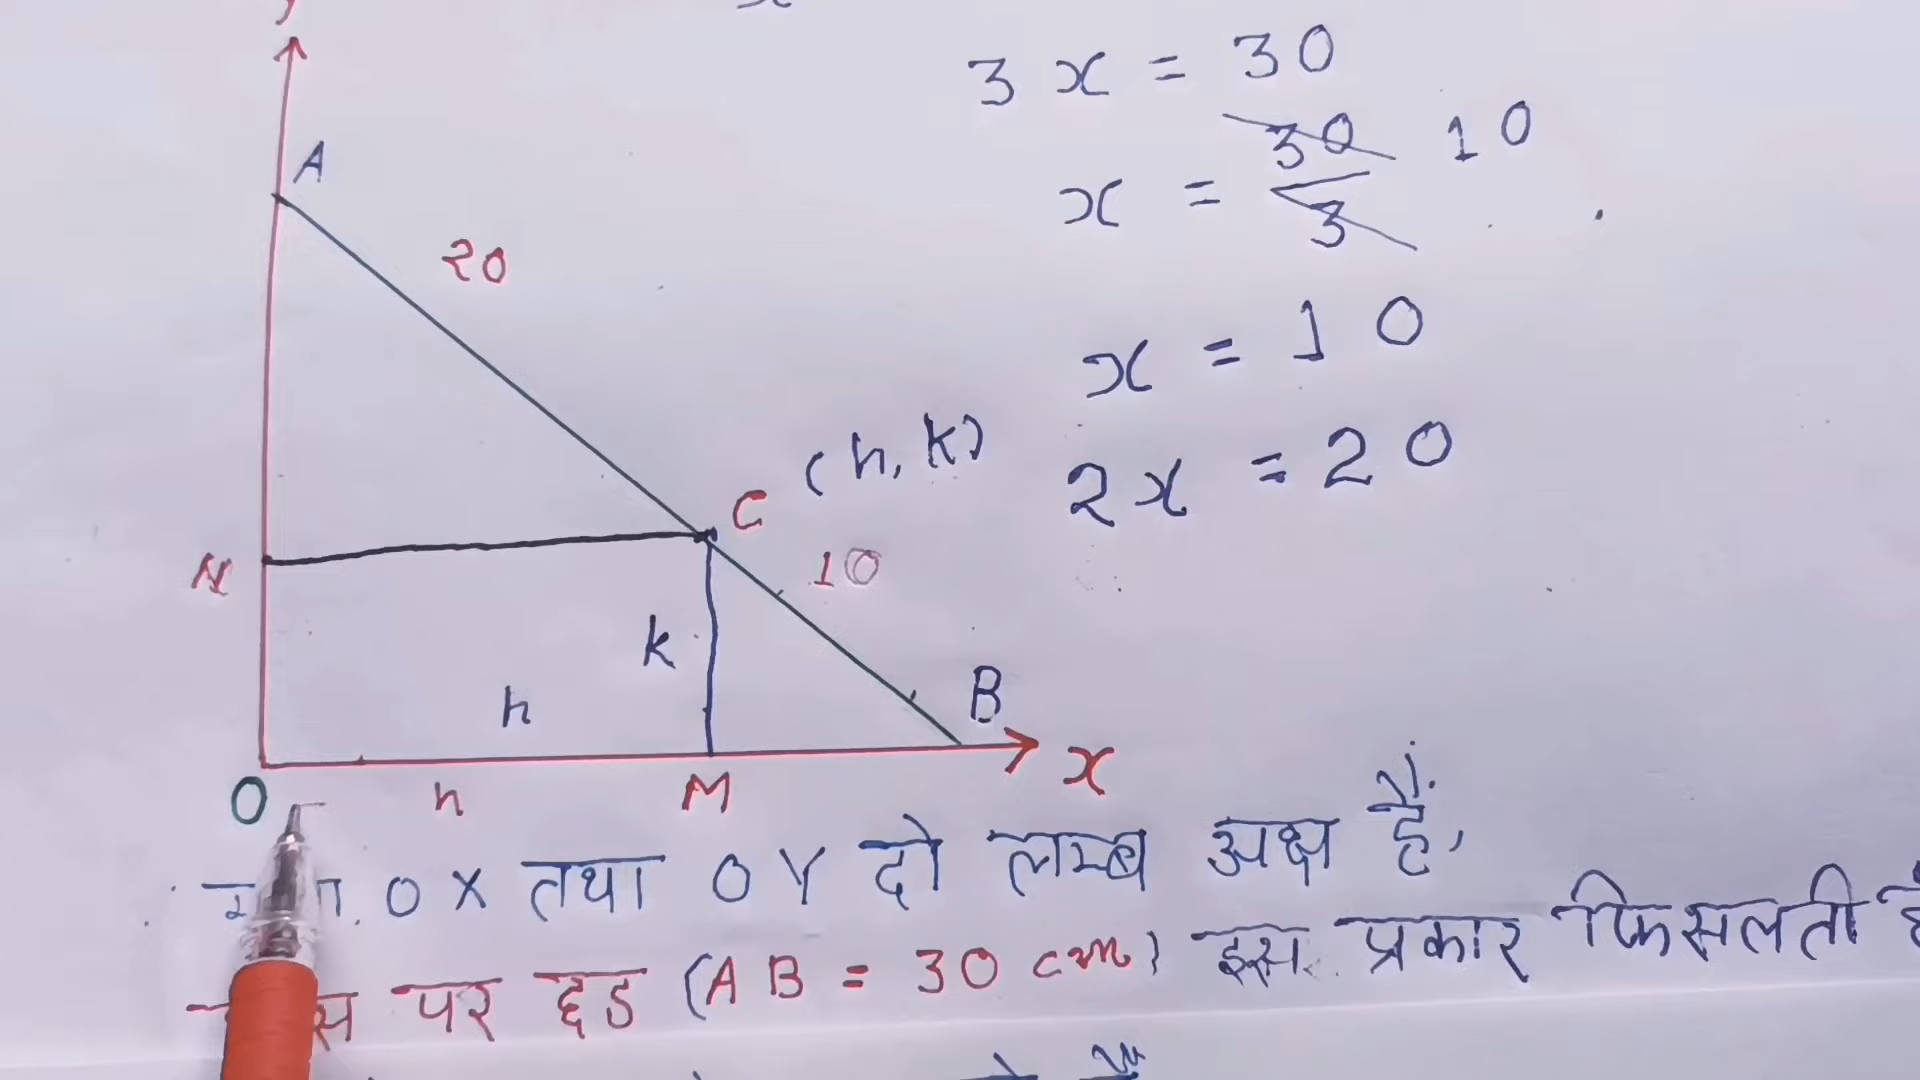 3x = 30
x = 30/3 10
x = 10
2x = 20
A
20
(h, k)
C
N
10
k
h
B
O
h
M
x
OX तथा OY दो लम्ब अक्ष हैं,
पर द्दड (AB = 30 cm) इस प्रकार फिसलती